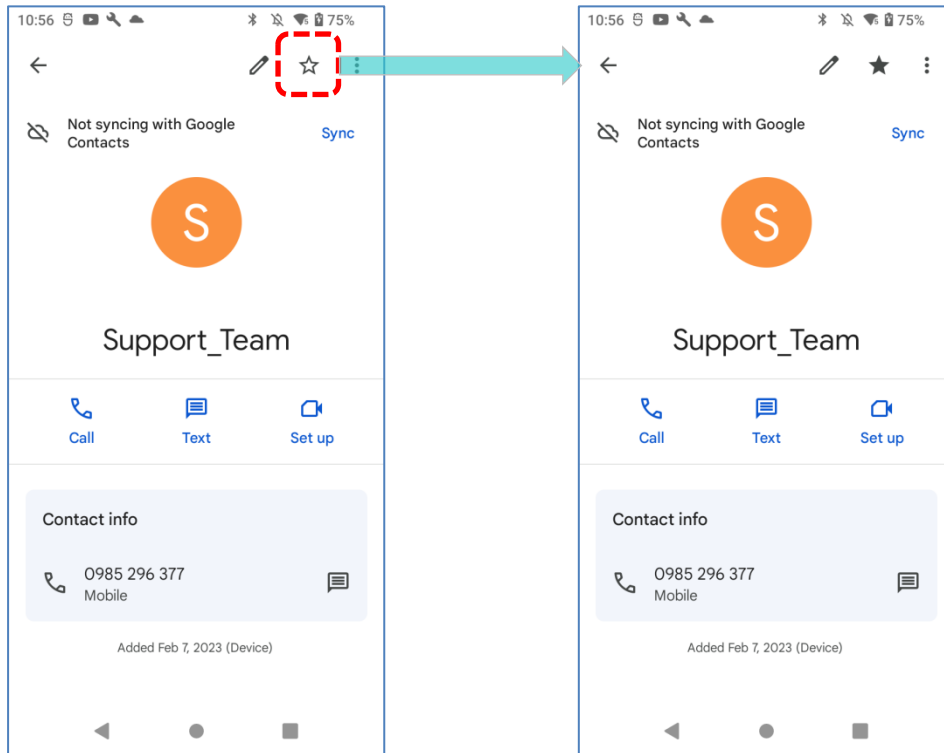 10:56 75%
Not syncing with Google
Contacts
Sync
S
Support_Team
Call Text Set up
Contact info
0985 296 377
Mobile
Added Feb 7, 2023 (Device)
10:56 75%
Not syncing with Google
Contacts
Sync
S
Support_Team
Call Text Set up
Contact info
0985 296 377
Mobile
Added Feb 7, 2023 (Device)